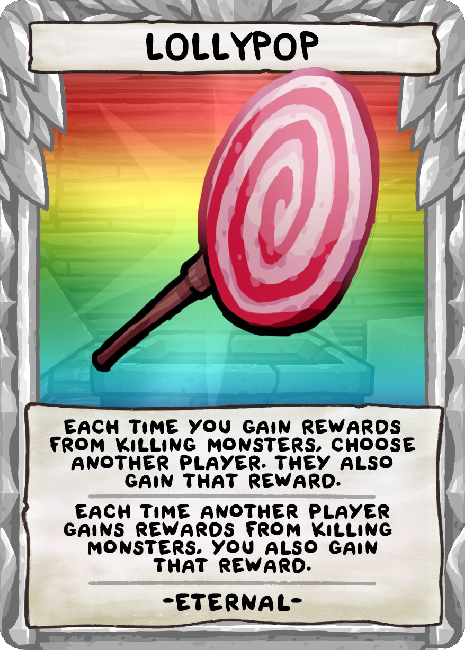 LOLLYPOP
EACH TIME YOU GAIN REWARDS
FROM KILLING MONSTERS, CHOOSE
ANOTHER PLAYER. THEY ALSO
GAIN THAT REWARD.
EACH TIME ANOTHER PLAYER
GAINS REWARDS FROM KILLING
MONSTERS, YOU ALSO GAIN
THAT REWARD.
-ETERNAL-